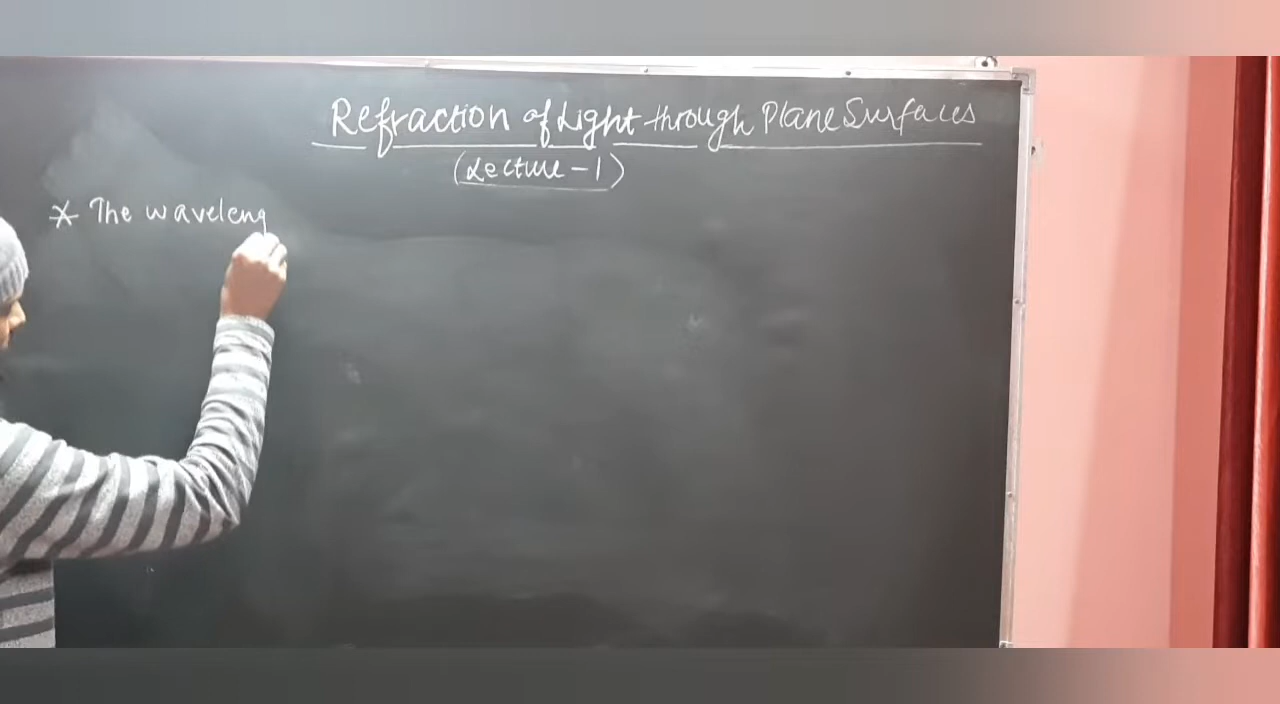 Refraction of Light through Plane Surfaces
(Lecture - 1)
* The waveleng